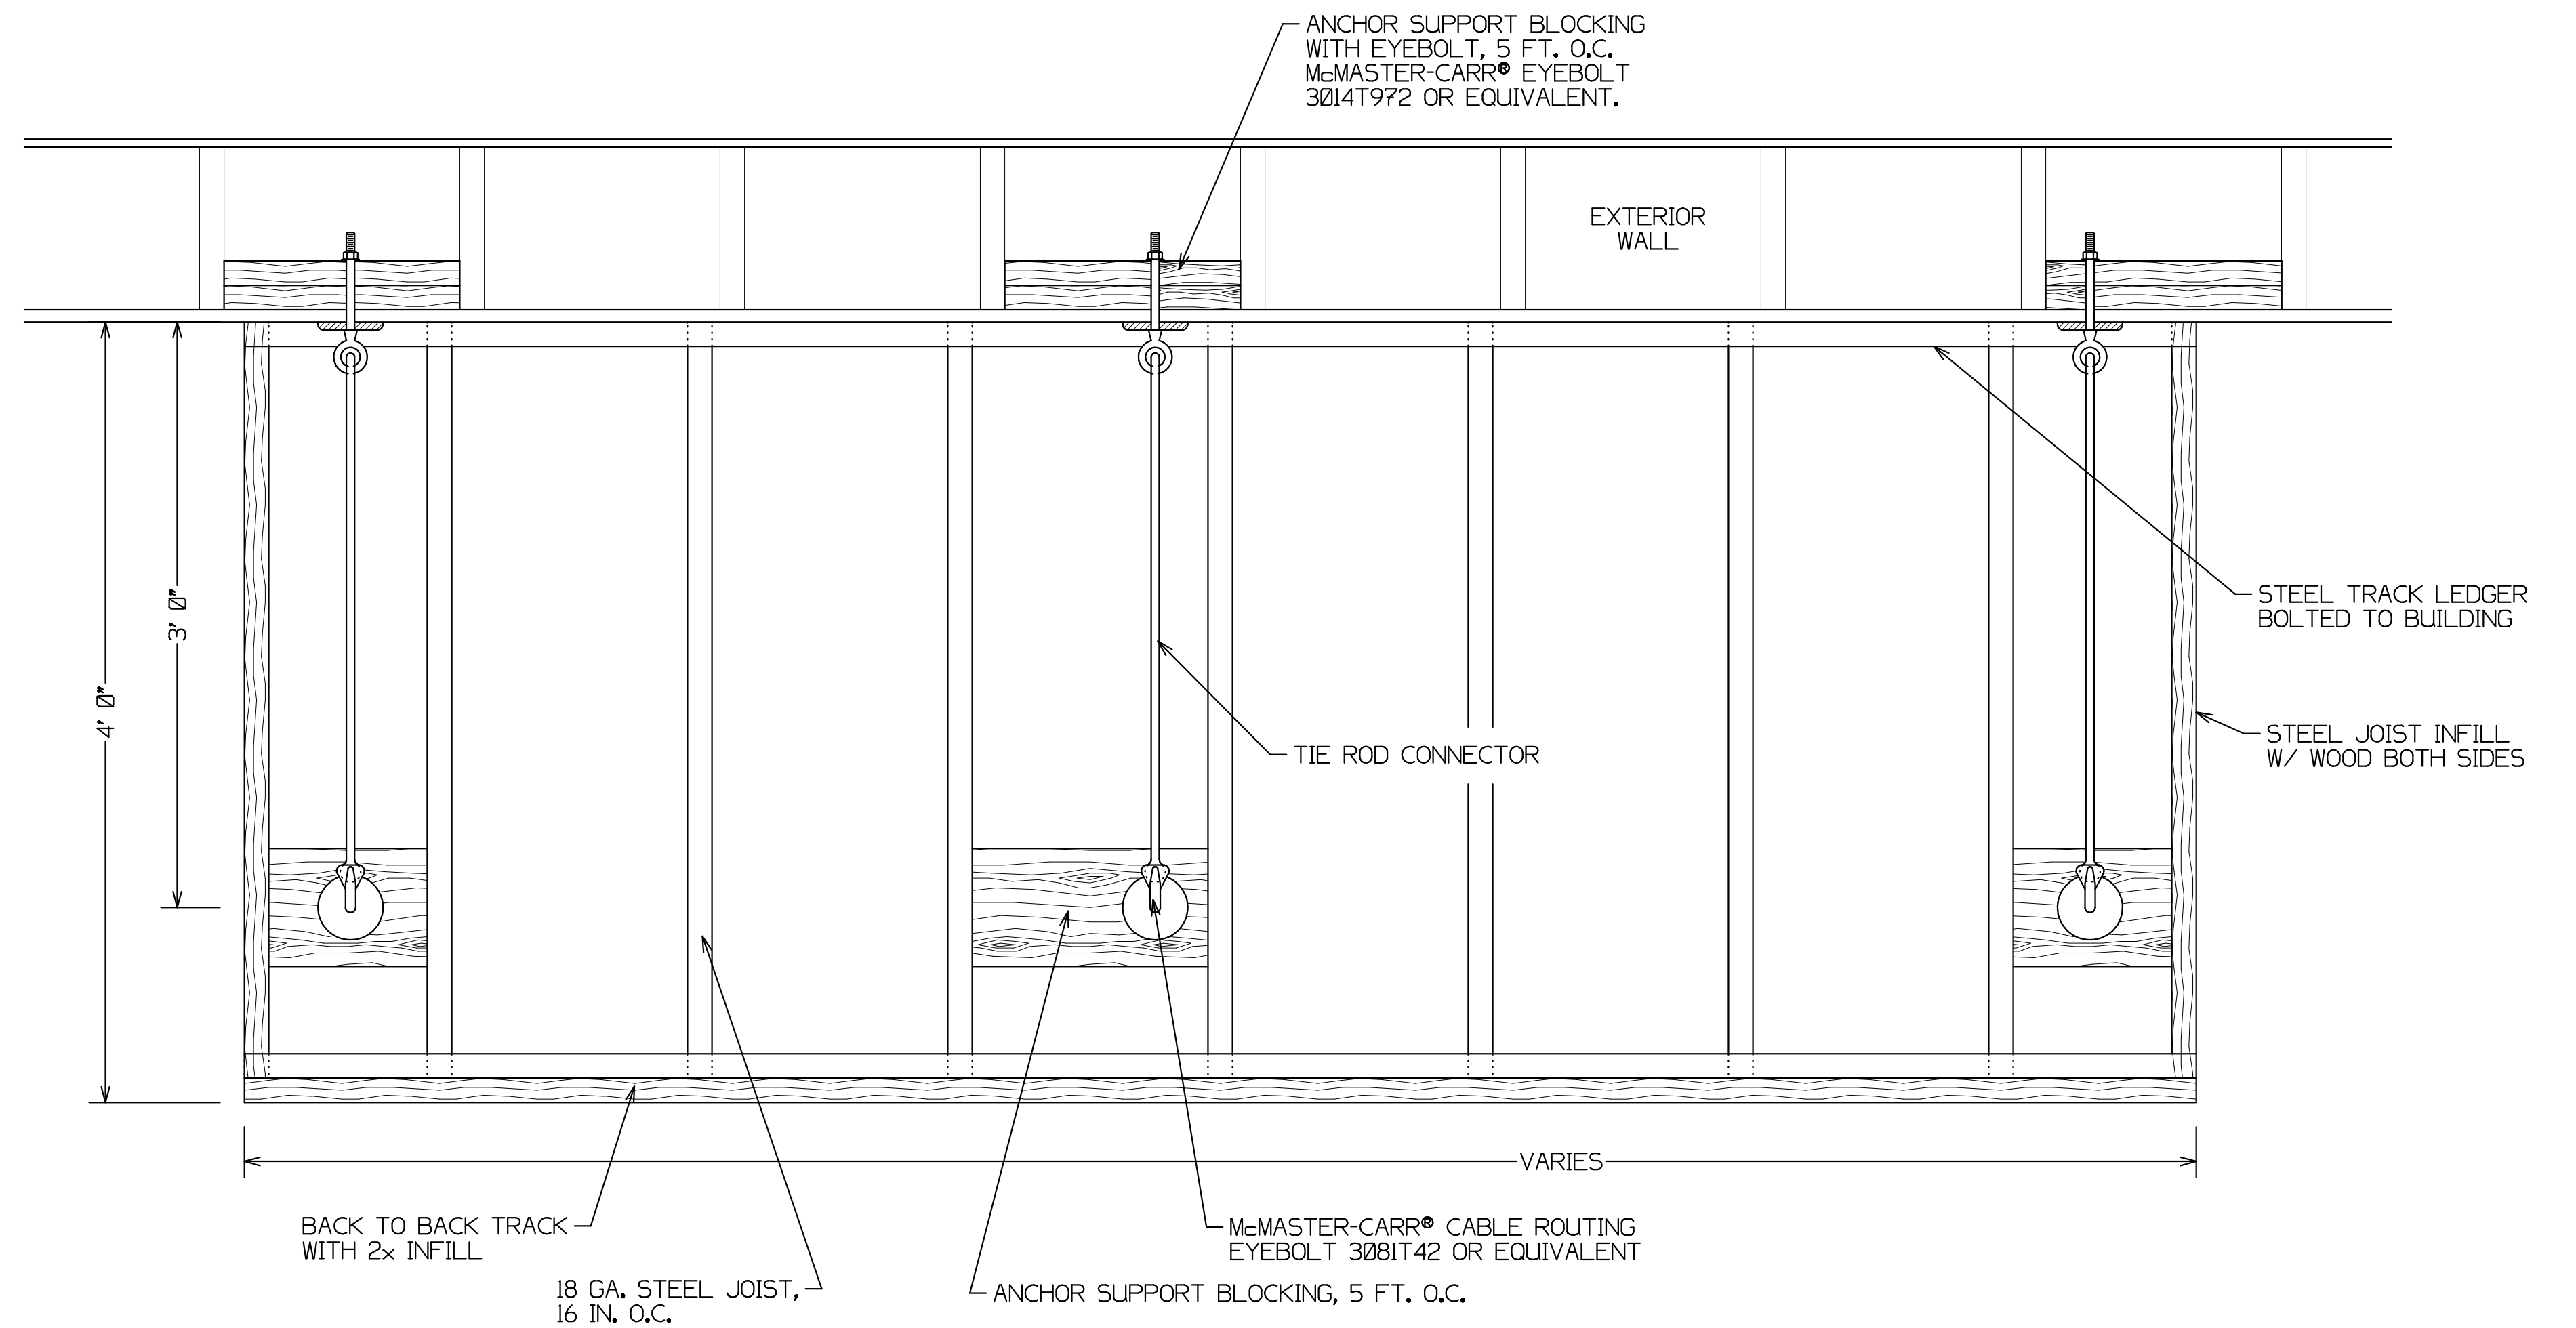 ANCHOR SUPPORT BLOCKING
WITH EYEBOLT, 5 FT. O.C.
McMASTER-CARR® EYEBOLT
3014T972 OR EQUIVALENT.
EXTERIOR
WALL
3' 0"
4' 0"
STEEL TRACK LEDGER
BOLTED TO BUILDING
STEEL JOIST INFILL
W/ WOOD BOTH SIDES
TIE ROD CONNECTOR
VARIES
BACK TO BACK TRACK
WITH 2x INFILL
McMASTER-CARR® CABLE ROUTING
EYEBOLT 3081T42 OR EQUIVALENT
18 GA. STEEL JOIST,
16 IN. O.C.
ANCHOR SUPPORT BLOCKING, 5 FT. O.C.